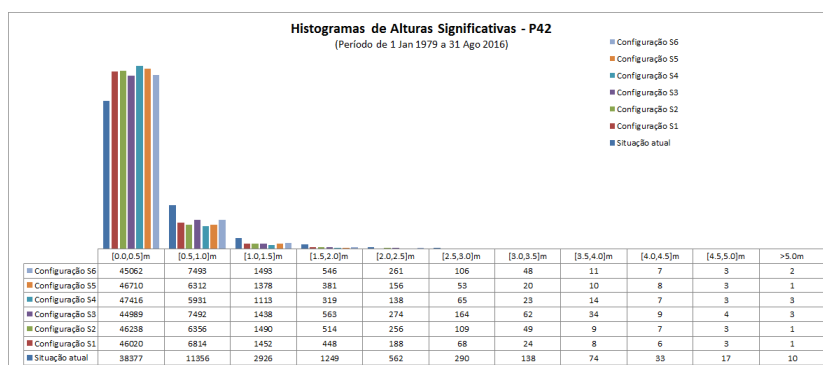 Histogramas de Alturas Significativas - P42
(Período de 1 Jan 1979 a 31 Ago 2016)
Configuração S6
Configuração S5
Configuração S4
Configuração S3
Configuração S2
Configuração S1
Situação atual
[0.0,0.5]m [0.5,1.0]m [1.0,1.5]m [1.5,2.0]m [2.0,2.5]m [2.5,3.0]m [3.0,3.5]m [3.5,4.0]m [4.0,4.5]m [4.5,5.0]m >5.0m
Configuração S6 45062 7493 1493 546 261 106 48 11 7 3 2
Configuração S5 46710 6312 1378 381 156 53 20 10 8 3 1
Configuração S4 47416 5931 1113 319 138 65 23 14 7 3 3
Configuração S3 44989 7492 1438 563 274 164 62 34 9 4 3
Configuração S2 46238 6356 1490 514 256 109 49 9 7 3 1
Configuração S1 46020 6814 1452 448 188 68 24 8 6 3 1
Situação atual 38377 11356 2926 1249 562 290 138 74 33 17 10